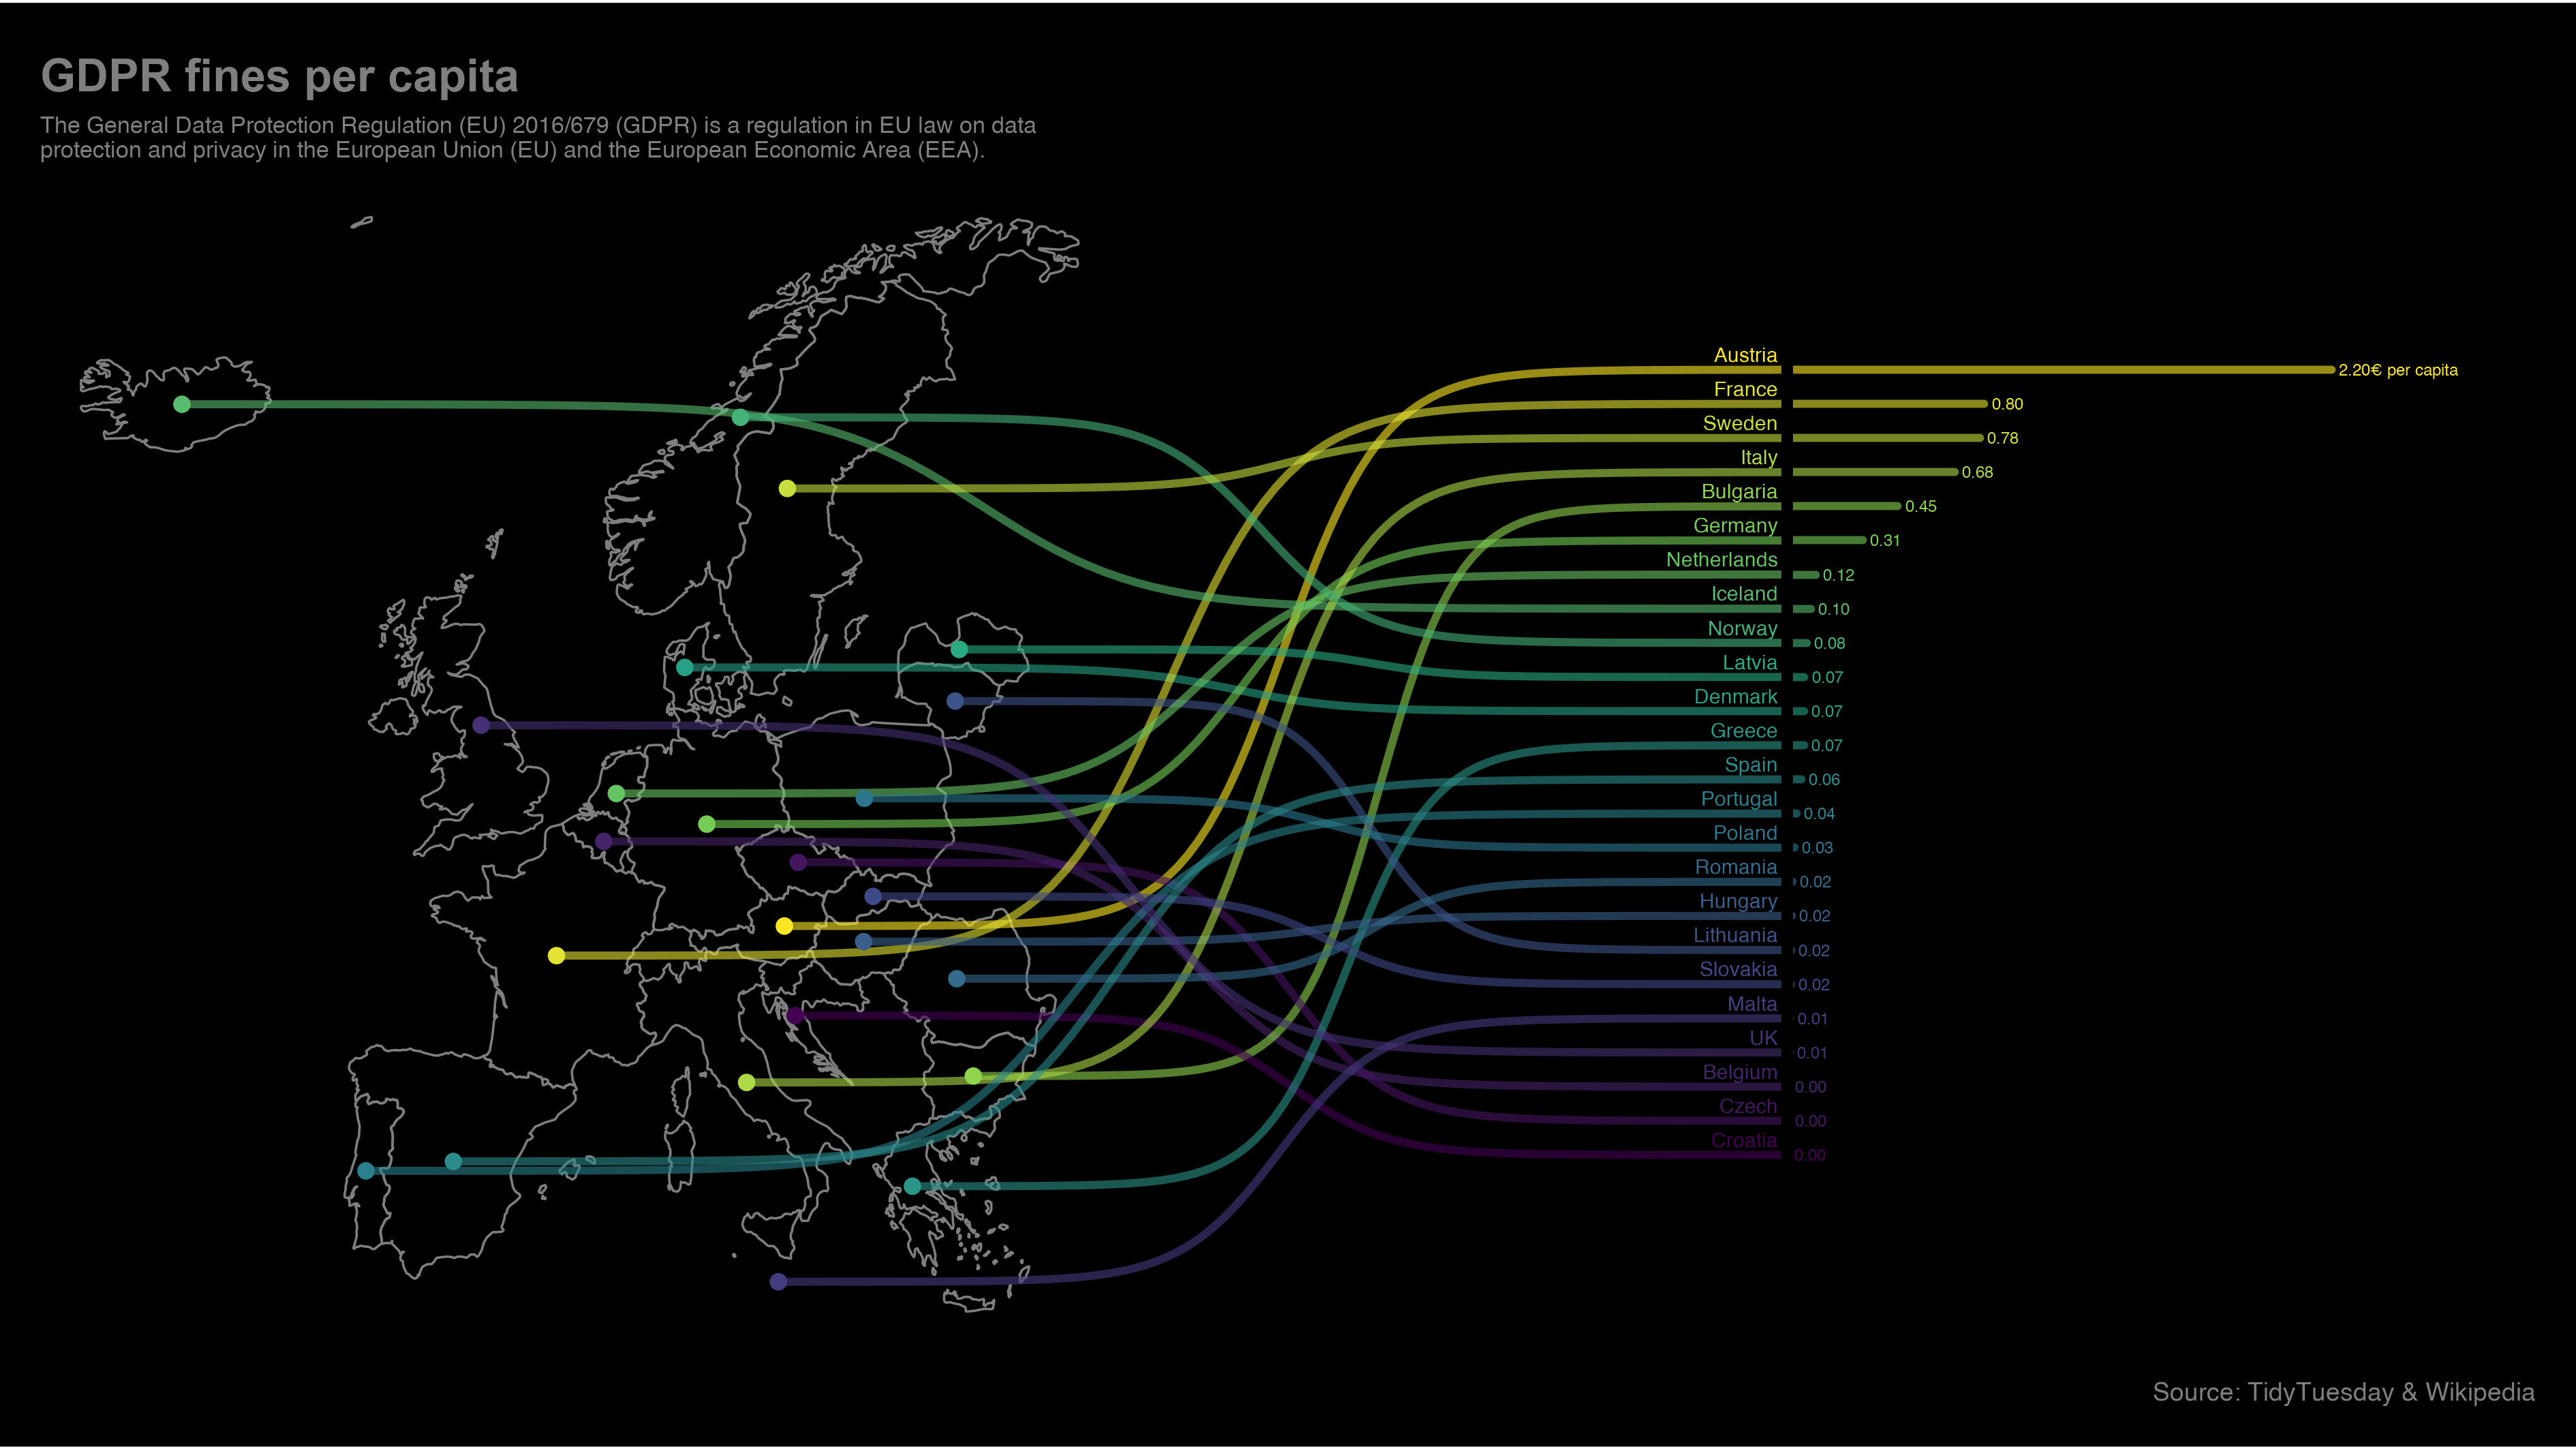 GDPR fines per capita
The General Data Protection Regulation (EU) 2016/679 (GDPR) is a regulation in EU law on data
protection and privacy in the European Union (EU) and the European Economic Area (EEA).
Austria
2.20€ per capita
France
0.80
Sweden
0.78
Italy
0.68
Bulgaria
0.45
Germany
0.31
Netherlands
0.12
Iceland
0.10
Norway
0.08
Latvia
0.07
Denmark
0.07
Greece
0.07
Spain
0.06
Portugal
0.04
Poland
0.03
Romania
0.02
Hungary
0.02
Lithuania
0.02
Slovakia
0.02
Malta
0.01
UK
0.01
Belgium
0.00
Czech
0.00
Croatia
0.00
Source: TidyTuesday & Wikipedia